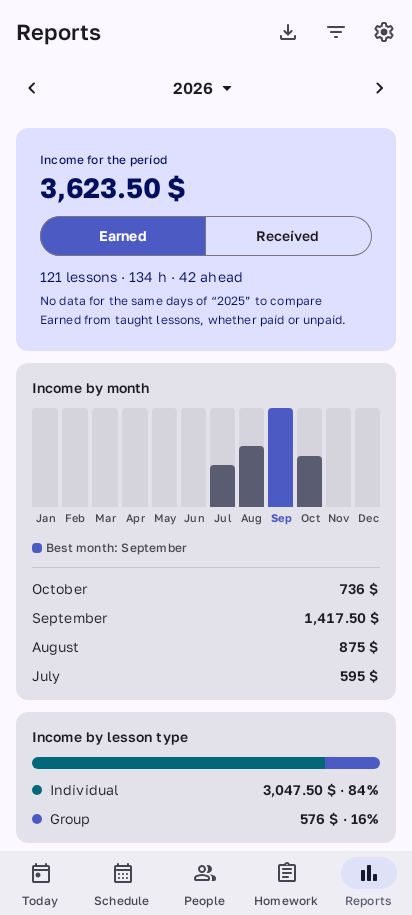 Reports
2026
Income for the period
3,623.50 $
Earned
Received
121 lessons · 134 h · 42 ahead
No data for the same days of “2025” to compare
Earned from taught lessons, whether paid or unpaid.
Income by month
Jan Feb Mar Apr May Jun Jul Aug Sep Oct Nov Dec
Best month: September
October 736 $
September 1,417.50 $
August 875 $
July 595 $
Income by lesson type
Individual 3,047.50 $ · 84%
Group 576 $ · 16%
Today Schedule People Homework Reports